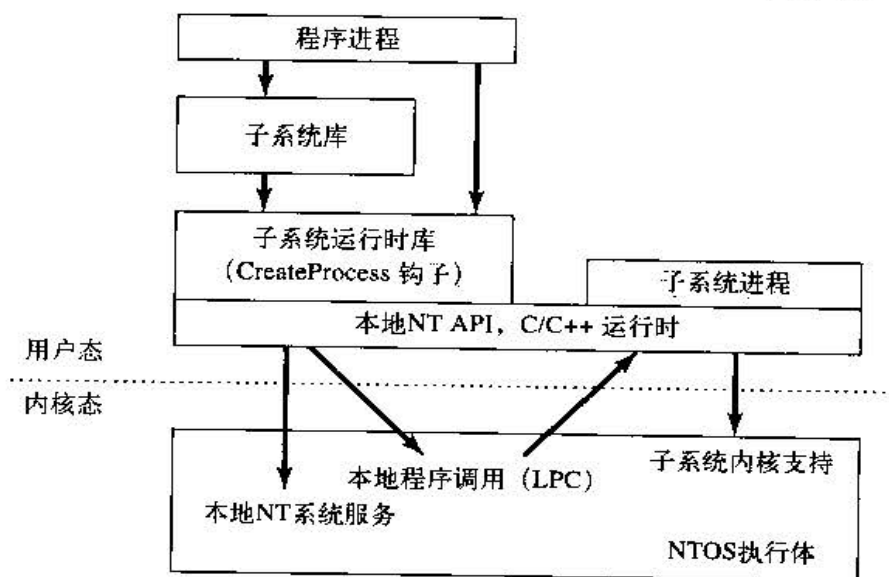 程序进程
子系统库
子系统运行时库
（CreateProcess 钩子）
子系统进程
本地NT API，C/C++ 运行时
用户态
内核态
子系统内核支持
本地程序调用（LPC）
本地NT系统服务
NTOS执行体